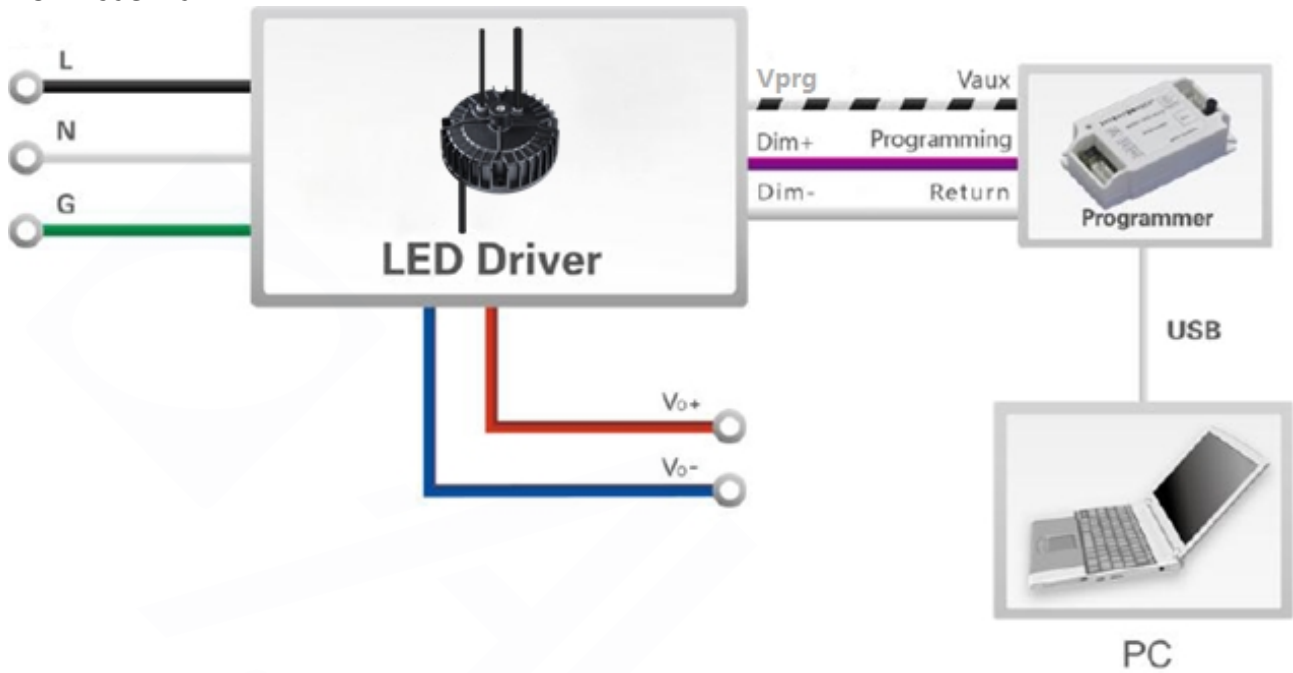 L
N
G
LED Driver
Vprg
Vaux
Dim+
Programming
Dim-
Return
Programmer
USB
Vo+
Vo-
PC